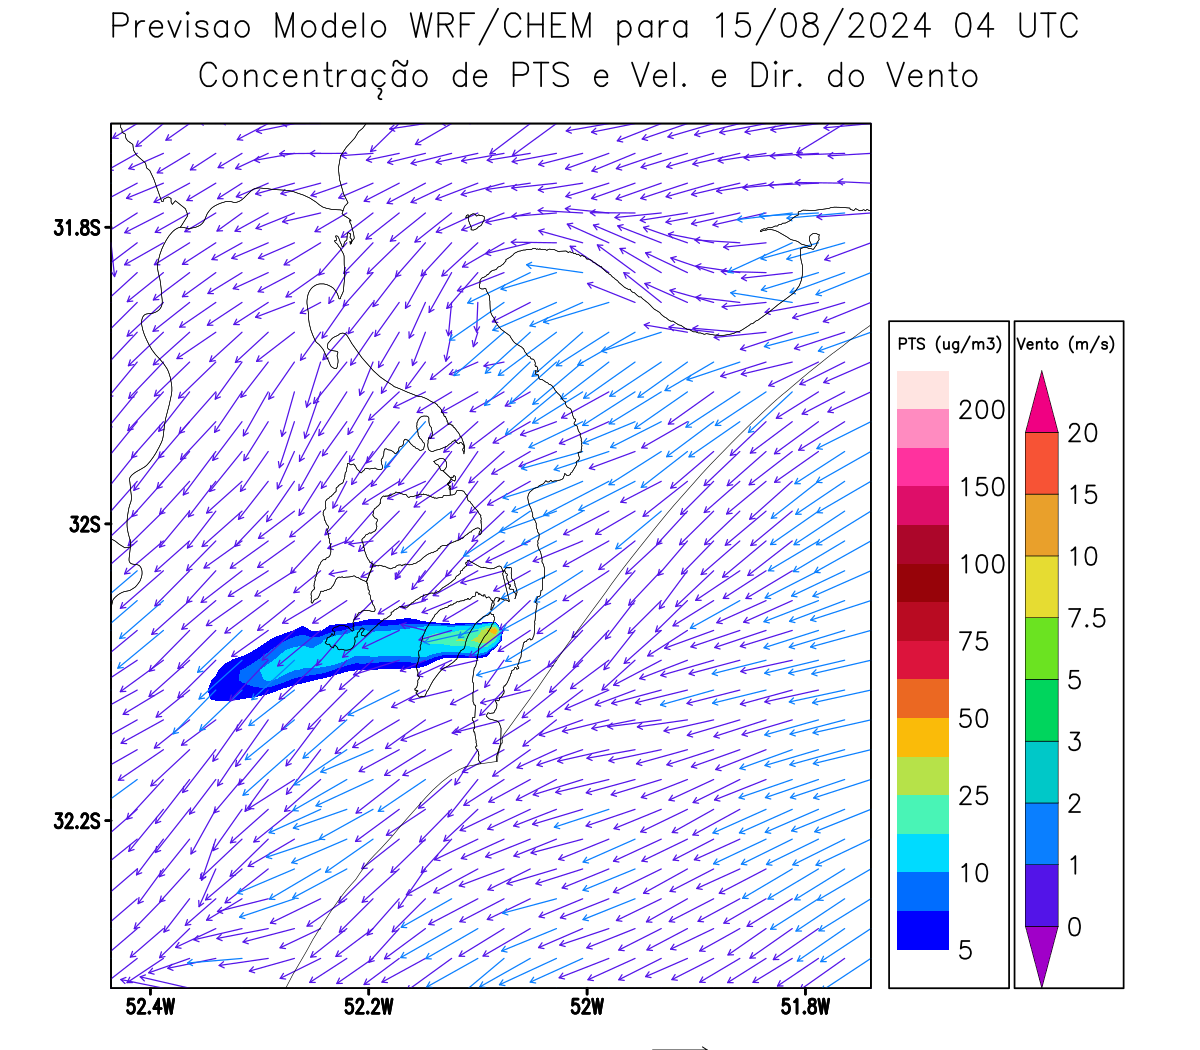 Previsao Modelo WRF/CHEM para 15/08/2024 04 UTC
Concentração de PTS e Vel. e Dir. do Vento
31.8S
32S
32.2S
52.4W
52.2W
52W
51.8W
PTS (ug/m3)
200
150
100
75
50
25
10
5
Vento (m/s)
20
15
10
7.5
5
3
2
1
0